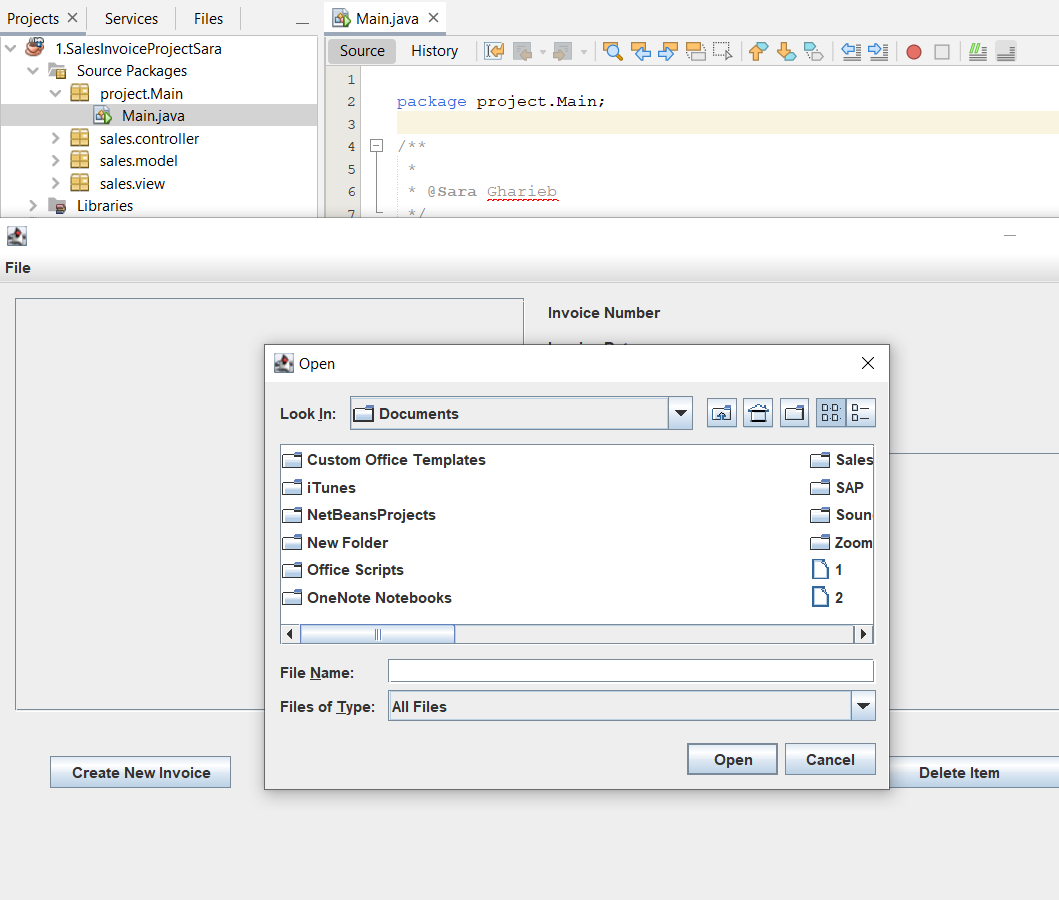 Projects Services Files Main.java
1.SalesInvoiceProjectSara
Source Packages
project.Main
Main.java
sales.controller
sales.model
sales.view
Libraries
Source History
1
2 package project.Main;
3
4 /**
5 *
6 * @Sara Gharieb
7 */
File
Invoice Number
Open
Look In: Documents
Custom Office Templates
iTunes
NetBeansProjects
New Folder
Office Scripts
OneNote Notebooks
Sales
SAP
Soun
Zoom
1
2
File Name:
Files of Type: All Files
Open Cancel
Create New Invoice Delete Item